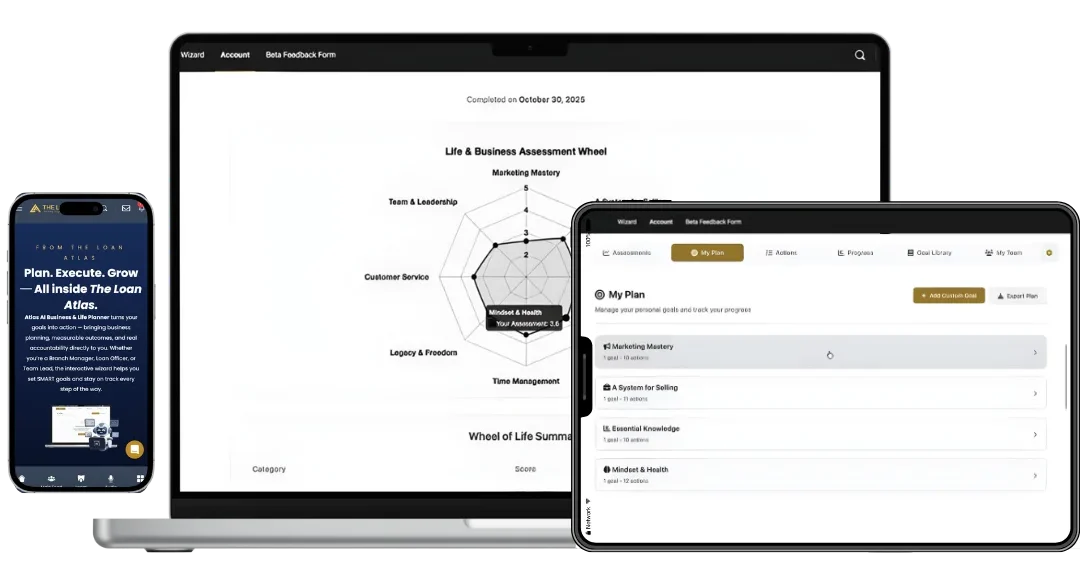 Wizard Account Beta Feedback Form
Completed on October 30, 2025
Life & Business Assessment Wheel
Marketing Mastery
Team & Leadership
5
4
3
2
Customer Service
Mindset & Health
Your Assessment: 3.6
Legacy & Freedom
Time Management
Wheel of Life Summa
Category Score
THE L
FROM THE LOAN
ATLAS
Plan. Execute. Grow
— All inside The Loan
Atlas.
Atlas AI Business & Life Planner turns your
goals into action — bringing business
planning, measurable outcomes, and real
accountability directly to you. Whether
you're a Branch Manager, Loan Officer, or
Team Lead, the interactive wizard helps you
set SMART goals and stay on track every
step of the way.
Wizard Account Beta Feedback Form
100%
Assessments My Plan Actions Progress Goal Library My Team
My Plan
+ Add Custom Goal Export Plan
Manage your personal goals and track your progress
Marketing Mastery
1 goal • 10 actions
A System for Selling
1 goal • 11 actions
Essential Knowledge
1 goal • 10 actions
Mindset & Health
1 goal • 12 actions
Network